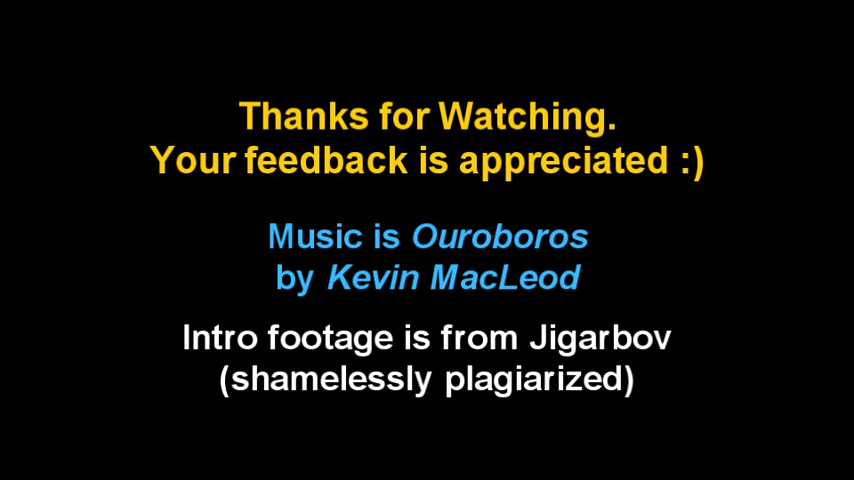 Thanks for Watching.
Your feedback is appreciated :)
Music is Ouroboros
by Kevin MacLeod
Intro footage is from Jigarbov
(shamelessly plagiarized)